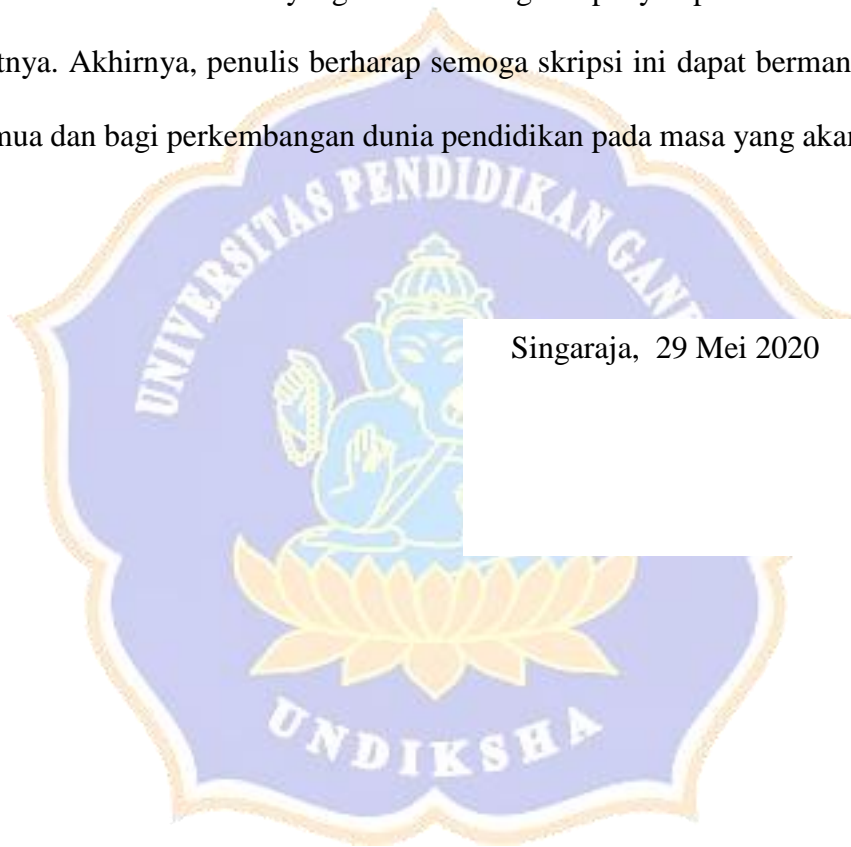 tnya. Akhirnya, penulis berharap semoga skripsi ini dapat berman
nua dan bagi perkembangan dunia pendidikan pada masa yang akan
UNIVERSITAS PENDIDIKAN GANE
Singaraja, 29 Mei 2020
UNDIKSHA